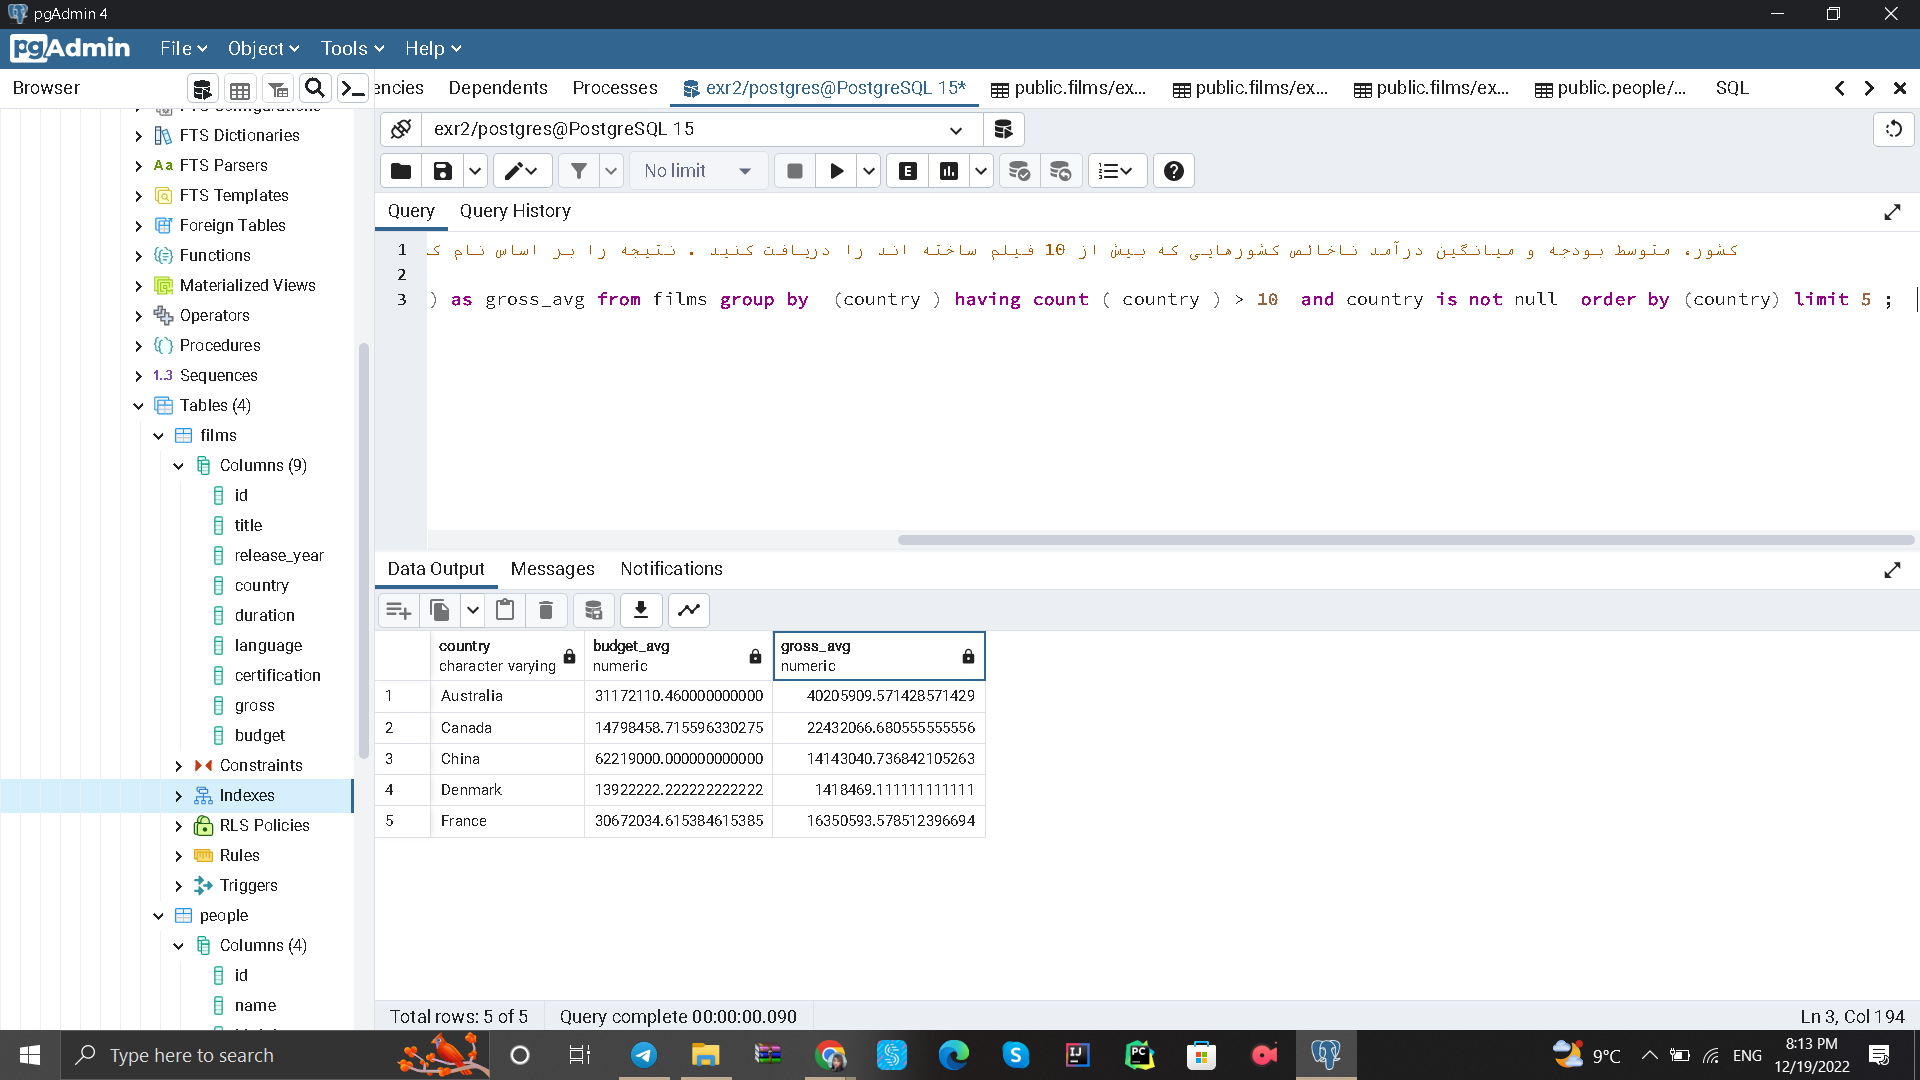 pgAdmin 4
pgAdmin File Object Tools Help
Browser
encies Dependents Processes exr2/postgres@PostgreSQL 15* public.films/ex... public.films/ex... public.films/ex... public.people/... SQL
FTS Dictionaries
Aa FTS Parsers
FTS Templates
Foreign Tables
Functions
Materialized Views
Operators
Procedures
1..3 Sequences
Tables (4)
films
Columns (9)
id
title
release_year
country
duration
language
certification
gross
budget
Constraints
Indexes
RLS Policies
Rules
Triggers
people
Columns (4)
id
name
exr2/postgres@PostgreSQL 15
No limit
E
Query Query History
1 کشور، متوسط بودجه و میانگین درآمد ناخالص کشورهایی که بیش از 10 فیلم ساخته اند را دریافت کنید . نتیجه را بر اساس نام ک
2
3 ) as gross_avg from films group by (country ) having count ( country ) > 10 and country is not null order by (country) limit 5 ;
Data Output Messages Notifications
country budget_avg gross_avg
character varying numeric numeric
1 Australia 31172110.460000000000 40205909.571428571429
2 Canada 14798458.715596330275 22432066.680555555556
3 China 62219000.000000000000 14143040.736842105263
4 Denmark 13922222.222222222222 1418469.111111111111
5 France 30672034.615384615385 16350593.578512396694
Total rows: 5 of 5 Query complete 00:00:00.090 Ln 3, Col 194
Type here to search
9°C ENG
8:13 PM
12/19/2022